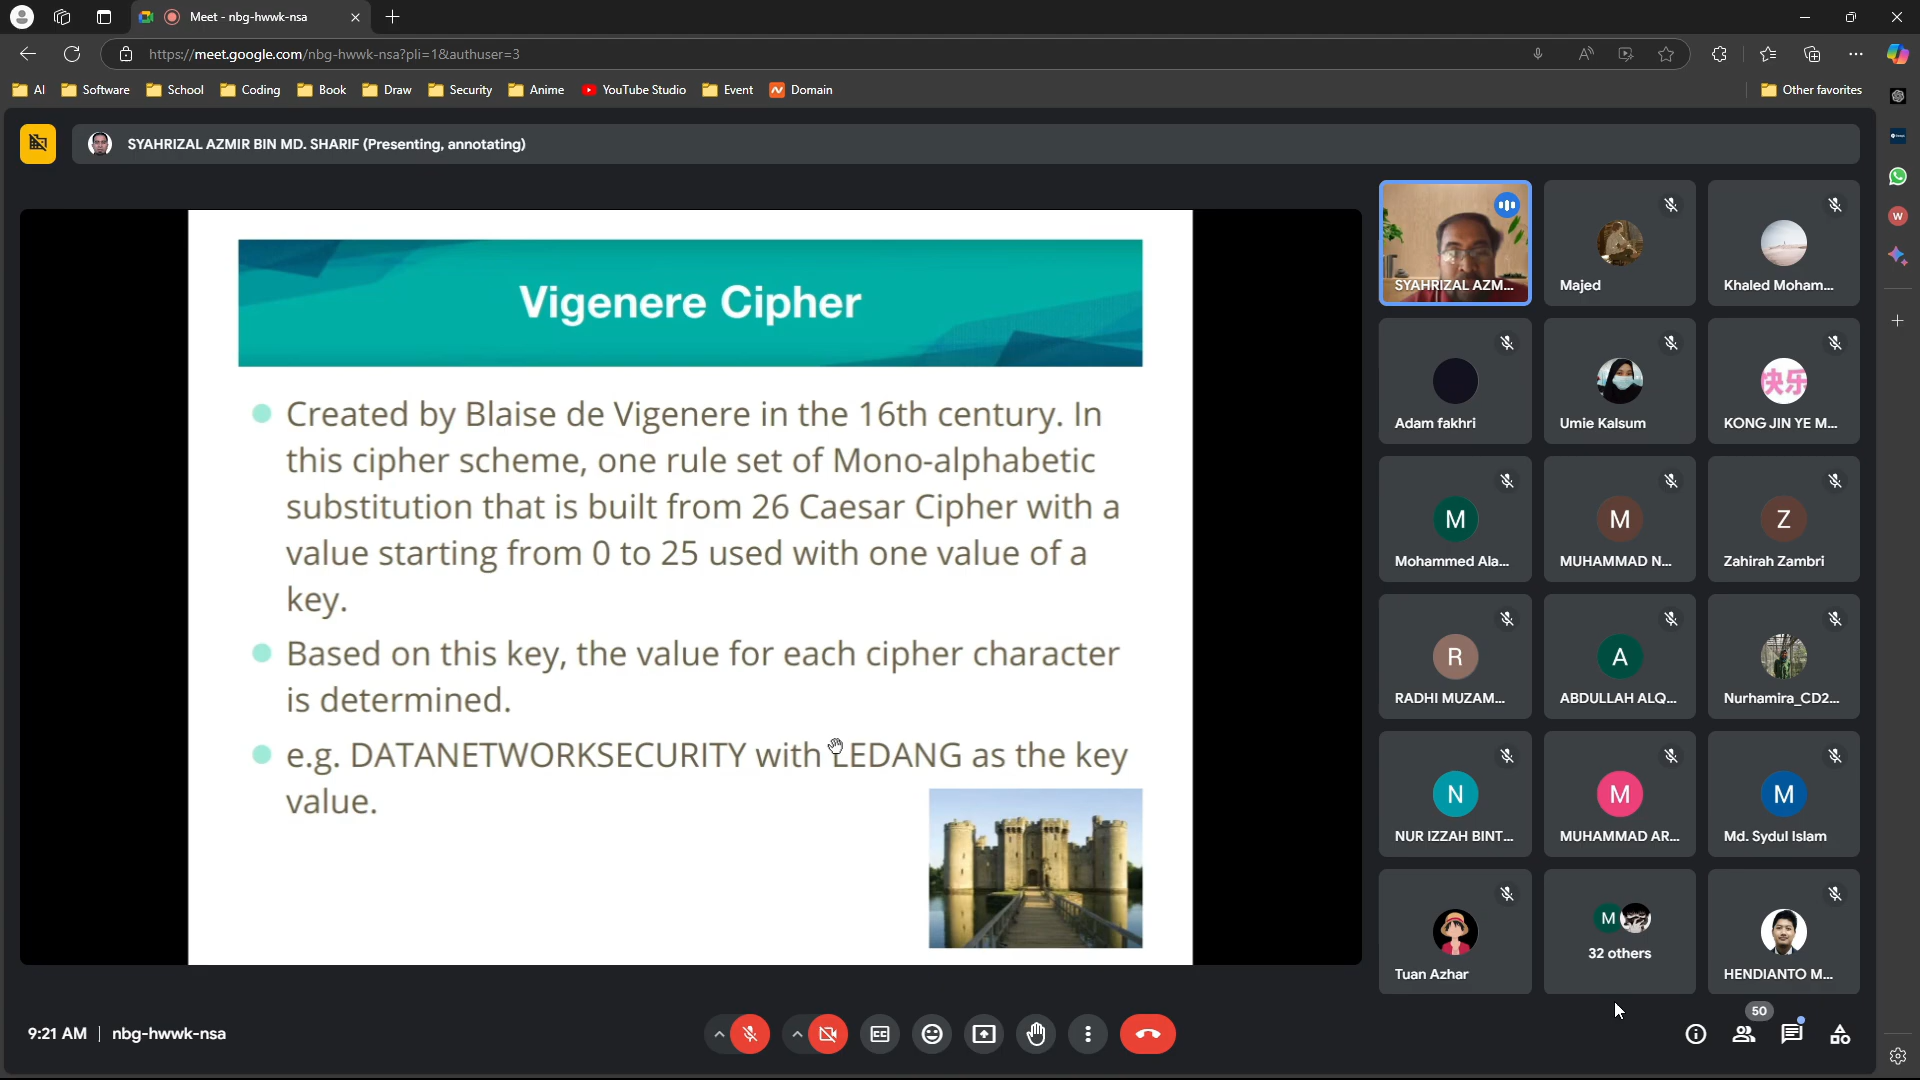 Meet - nbg-hwwk-nsa
https://meet.google.com/nbg-hwwk-nsa?pli=1&authuser=3
AI Software School Coding Book Draw Security Anime YouTube Studio Event Domain Other favorites
SYAHRIZAL AZMIR BIN MD. SHARIF (Presenting, annotating)
Vigenere Cipher
Created by Blaise de Vigenere in the 16th century. In
this cipher scheme, one rule set of Mono-alphabetic
substitution that is built from 26 Caesar Cipher with a
value starting from 0 to 25 used with one value of a
key.
Based on this key, the value for each cipher character
is determined.
e.g. DATANETWORKSECURITY with LEDANG as the key
value.
SYAHRIZAL AZM...
Majed
Khaled Moham...
Adam fakhri
Umie Kalsum
快乐
KONG JIN YE M...
M
Mohammed Ala...
M
MUHAMMAD N...
Z
Zahirah Zambri
R
RADHI MUZAM...
A
ABDULLAH ALQ...
Nurhamira_CD2...
N
NUR IZZAH BINT...
M
MUHAMMAD AR...
M
Md. Sydul Islam
Tuan Azhar
M
32 others
HENDIANTO M...
9:21 AM | nbg-hwwk-nsa
50
W